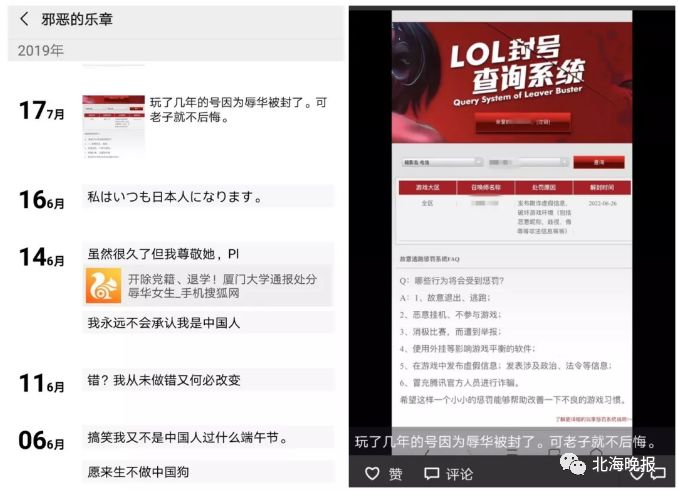 邪恶的乐章
2019年
17 7月
玩了几年的号因为辱华被封了。可
老子就不后悔。
16 6月
私はいつも日本人になります。
14 6月
虽然很久了但我尊敬她，Pl
开除党籍、退学！厦门大学通报处分
辱华女生_手机搜狐网
我永远不会承认我是中国人
11 6月
错？我从未做错又何必改变
06 6月
搞笑我又不是中国人过什么端午节。
愿来生不做中国狗
LOL封号
查询系统
Query System of Leaver Buster
查询
游戏大区 召唤师名称 处罚原因 解封时间
全区
发布欺诈虚假信息、
破坏游戏环境（包括
恶意昵称、歧视、侮
辱等非法信息等等）
2022-06-26
故意逃跑惩罚系统FAQ
Q：哪些行为将会受到惩罚？
A：1、故意退出、逃跑；
2、恶意挂机、不参与游戏；
3、消极比赛，而遭到举报；
4、使用外挂等影响游戏平衡的软件；
5、在游戏中发布虚假信息；发表涉及政治、法令等信息；
6、冒充腾讯官方人员进行诈骗。
希望这样一个小小的惩罚能够帮助改善一下不良的游戏习惯。
玩了几年的号因为辱华被封了。可老子就不后悔。
赞 评论
北海晚报